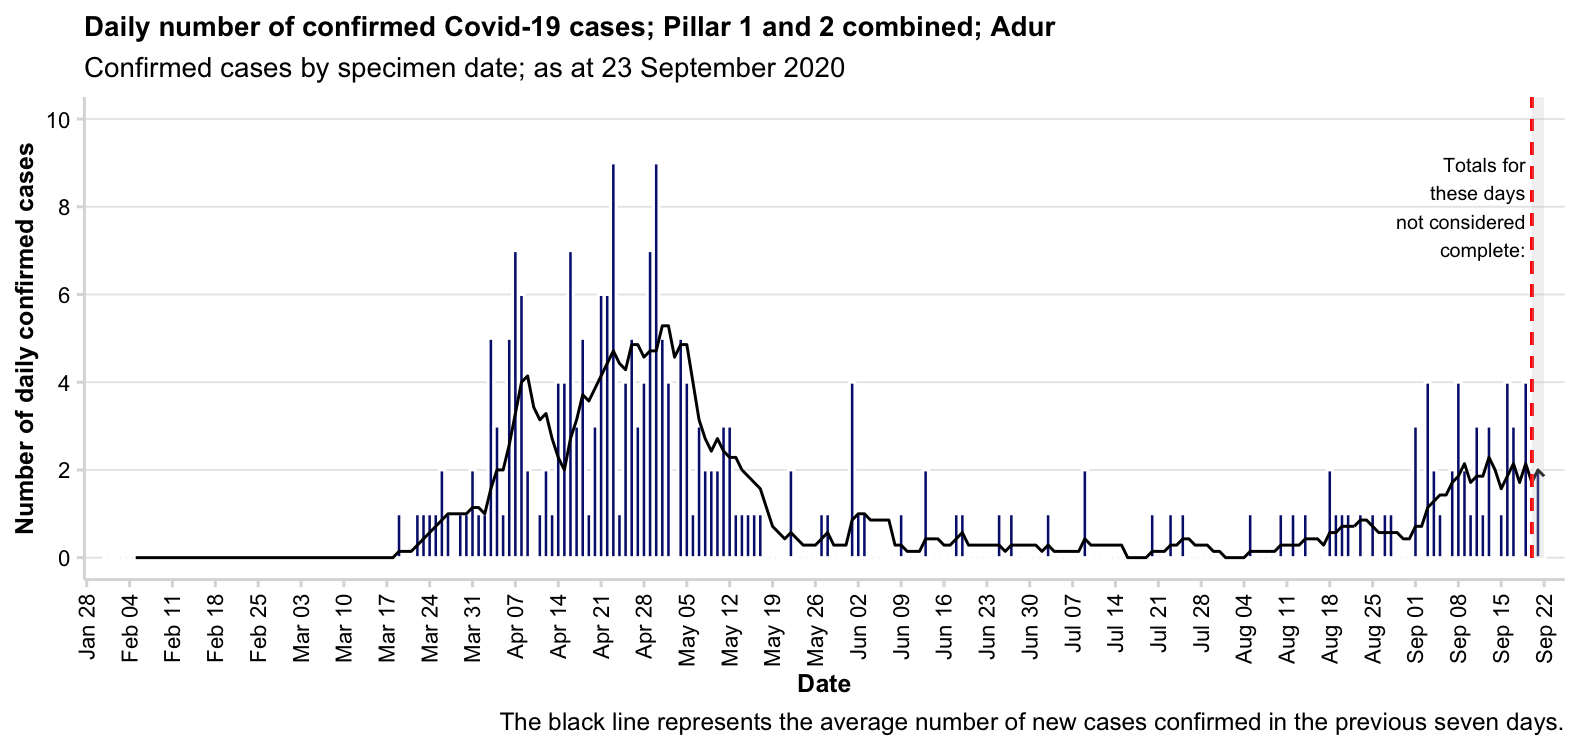 Daily number of confirmed Covid-19 cases; Pillar 1 and 2 combined; Adur
Confirmed cases by specimen date; as at 23 September 2020
Number of daily confirmed cases
10
8
6
4
2
0
Totals for
these days
not considered
complete:
Jan 28
Feb 04
Feb 11
Feb 18
Feb 25
Mar 03
Mar 10
Mar 17
Mar 24
Mar 31
Apr 07
Apr 14
Apr 21
Apr 28
May 05
May 12
May 19
May 26
Jun 02
Jun 09
Jun 16
Jun 23
Jun 30
Jul 07
Jul 14
Jul 21
Jul 28
Aug 04
Aug 11
Aug 18
Aug 25
Sep 01
Sep 08
Sep 15
Sep 22
Date
The black line represents the average number of new cases confirmed in the previous seven days.